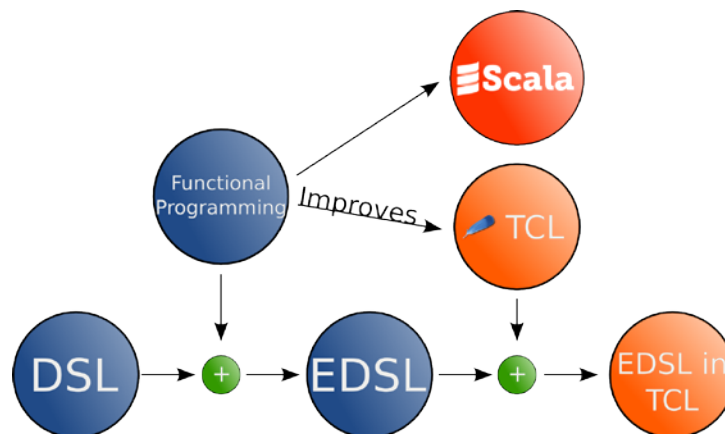 Scala
Functional
Programming
Improves
TCL
DSL
+
EDSL
+
EDSL in
TCL